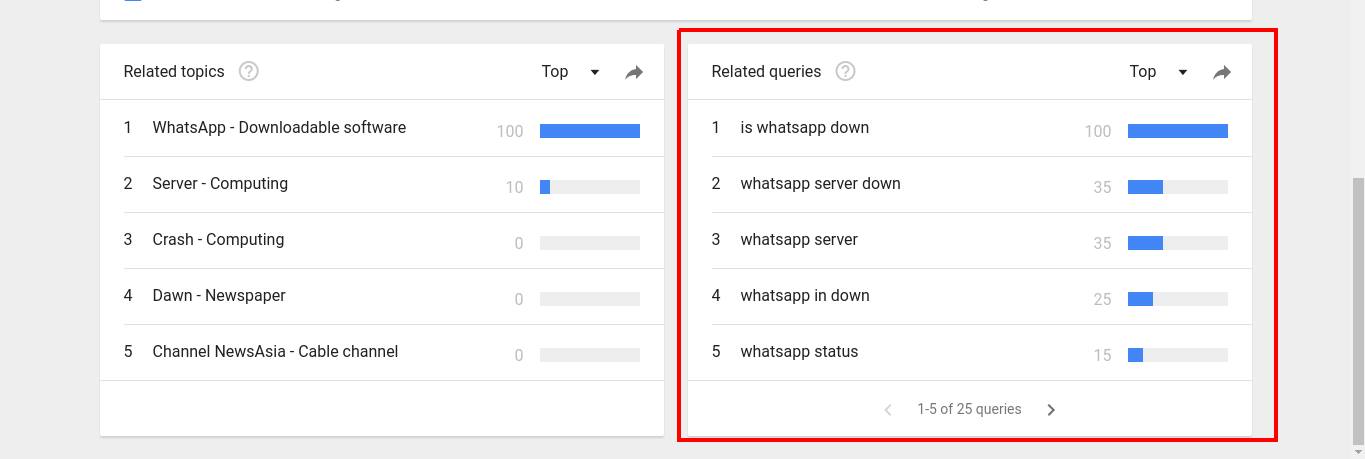 Related topics ? Top
1 WhatsApp - Downloadable software 100
2 Server - Computing 10
3 Crash - Computing 0
4 Dawn - Newspaper 0
5 Channel NewsAsia - Cable channel 0
Related queries ? Top
1 is whatsapp down 100
2 whatsapp server down 35
3 whatsapp server 35
4 whatsapp in down 25
5 whatsapp status 15
1-5 of 25 queries